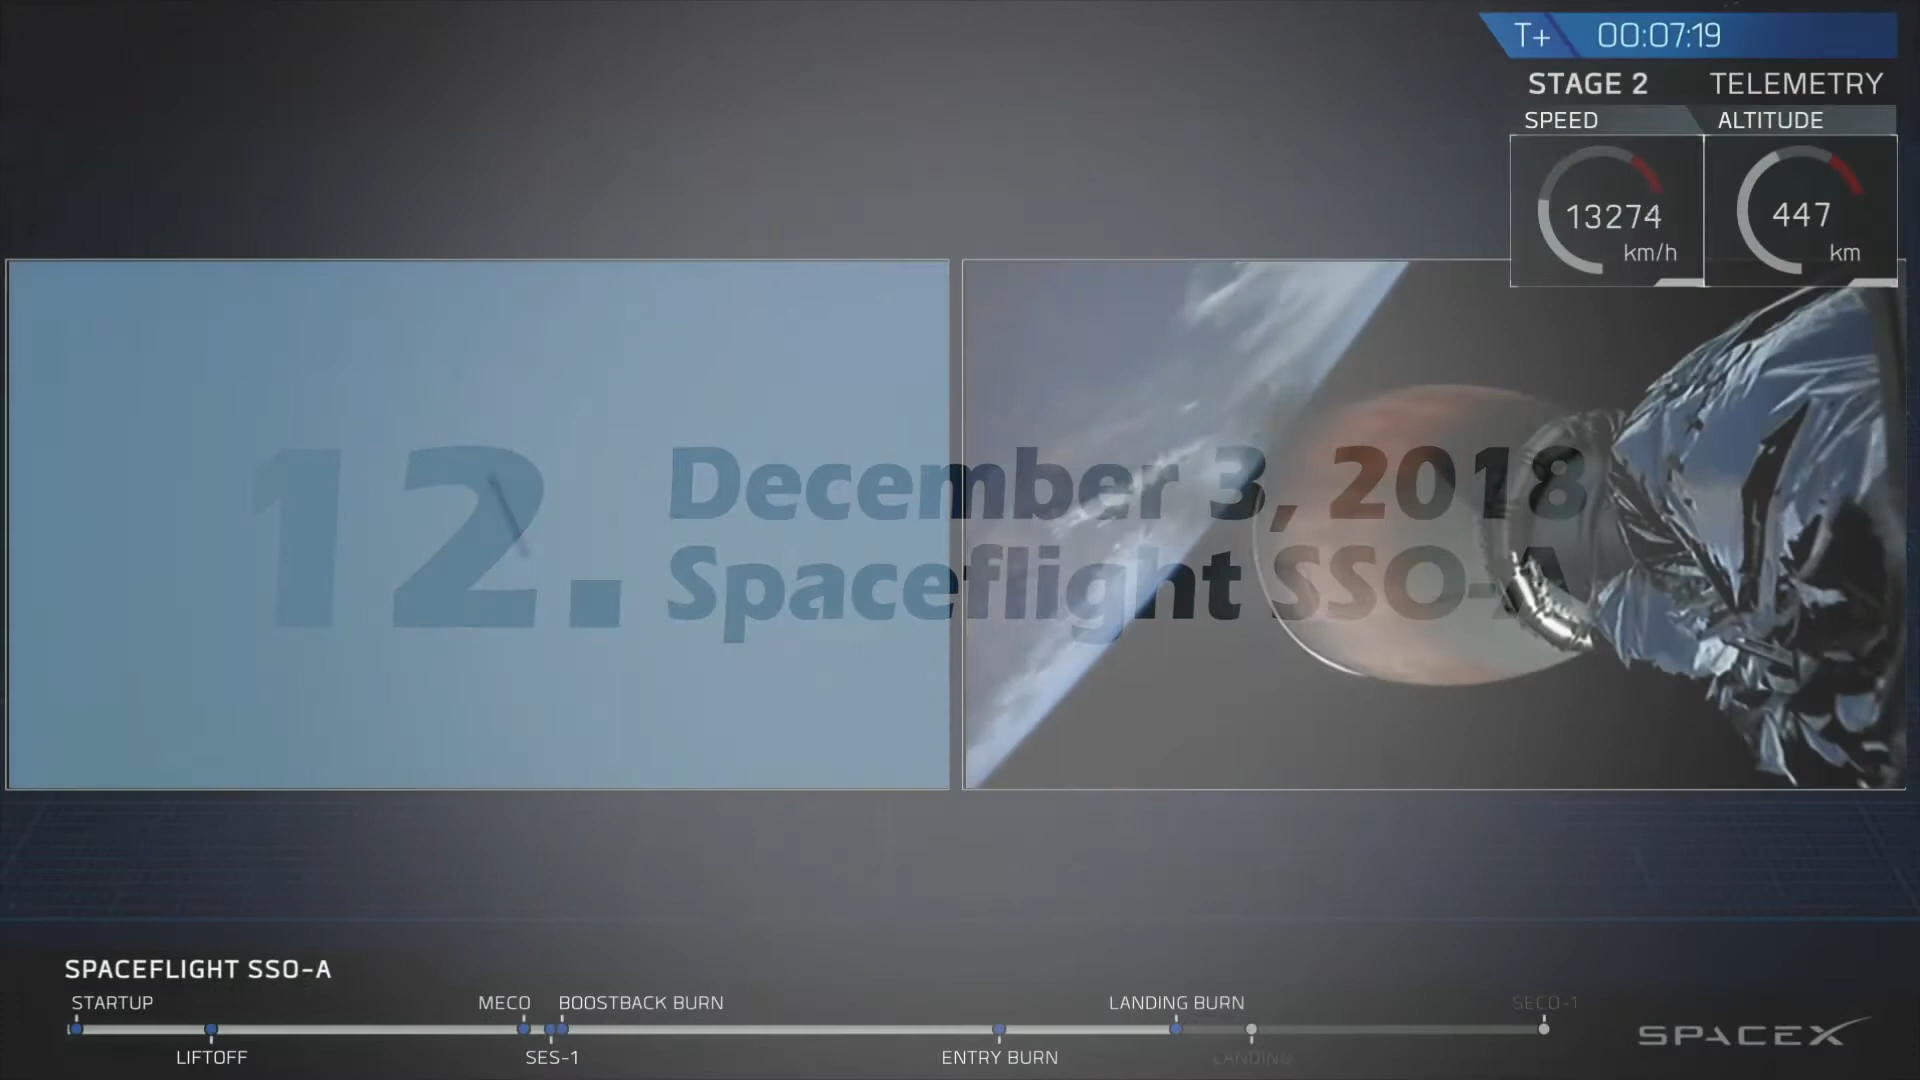 T+ 00:07:19
STAGE 2 TELEMETRY
SPEED ALTITUDE
13274 447
km/h km
12. December 3, 2018
Spaceflight SSO-A
SPACEFLIGHT SSO-A
STARTUP MECO BOOSTBACK BURN LANDING BURN SECO-1
LIFTOFF SES-1 ENTRY BURN LANDING
SPACEX